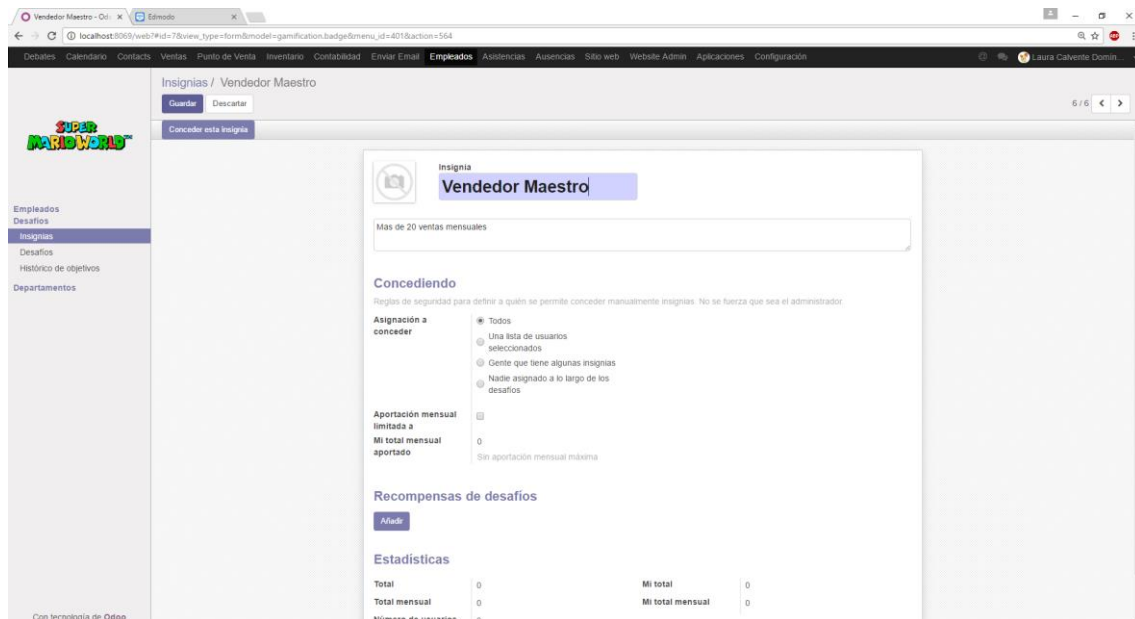 Vendedor Maestro - Od
Edmodo
localhost:8069/web?#id=7&view_type=form&model=gamification.badge&menu_id=401&action=564
Debates Calendario Contacts Ventas Punto de Venta Inventario Contabilidad Enviar Email Empleados Asistencias Ausencias Sitio web Website Admin Aplicaciones Configuración Laura Calvente Domin...
Insignias / Vendedor Maestro
Guardar Descartar 6 / 6
SUPER
MARIO WORLD™
Conceder esta insignia
Insignia
Vendedor Maestro
Mas de 20 ventas mensuales
Empleados
Desafíos
Insignias
Desafíos
Histórico de objetivos
Departamentos
Concediendo
Reglas de seguridad para definir a quién se permite conceder manualmente insignias. No se fuerza que sea el administrador.
Asignación a conceder
Todos
Una lista de usuarios
seleccionados
Gente que tiene algunas insignias
Nadie asignado a lo largo de los
desafíos
Aportación mensual
limitada a
Mi total mensual
aportado
0
Sin aportación mensual máxima
Recompensas de desafíos
Añadir
Estadísticas
Total 0 Mi total 0
Total mensual 0 Mi total mensual 0
Número de usuarios
Con tecnología de Odoo